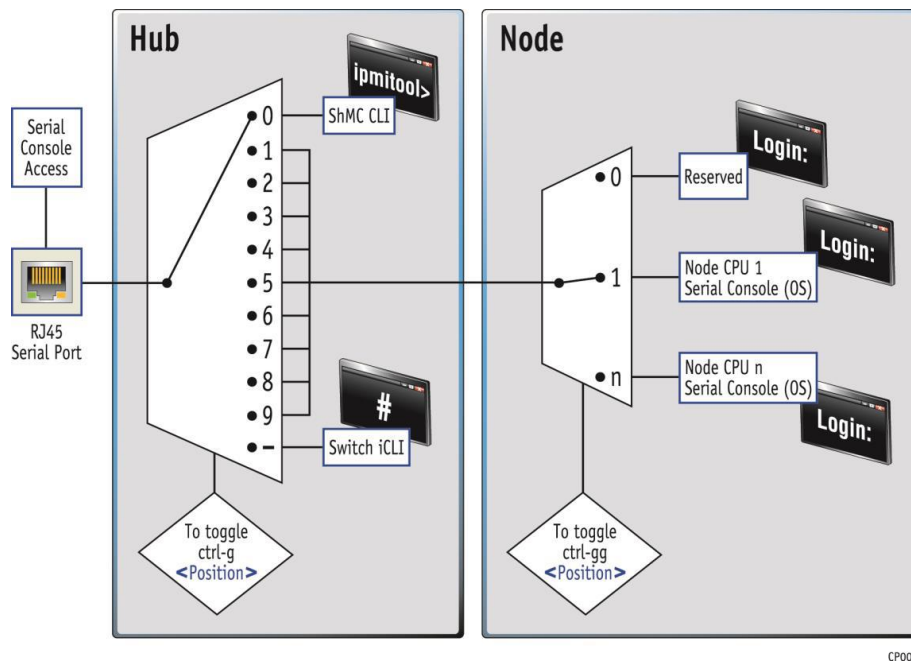 Hub
Node
Serial
Console
Access
RJ45
Serial Port
ipmitool>
ShMC CLI
0
1
2
3
4
5
6
7
8
9
-
#
Switch iCLI
To toggle
ctrl-g
<Position>
0
1
n
Reserved
Login:
Node CPU 1
Serial Console (OS)
Login:
Node CPU n
Serial Console (OS)
Login:
To toggle
ctrl-gg
<Position>